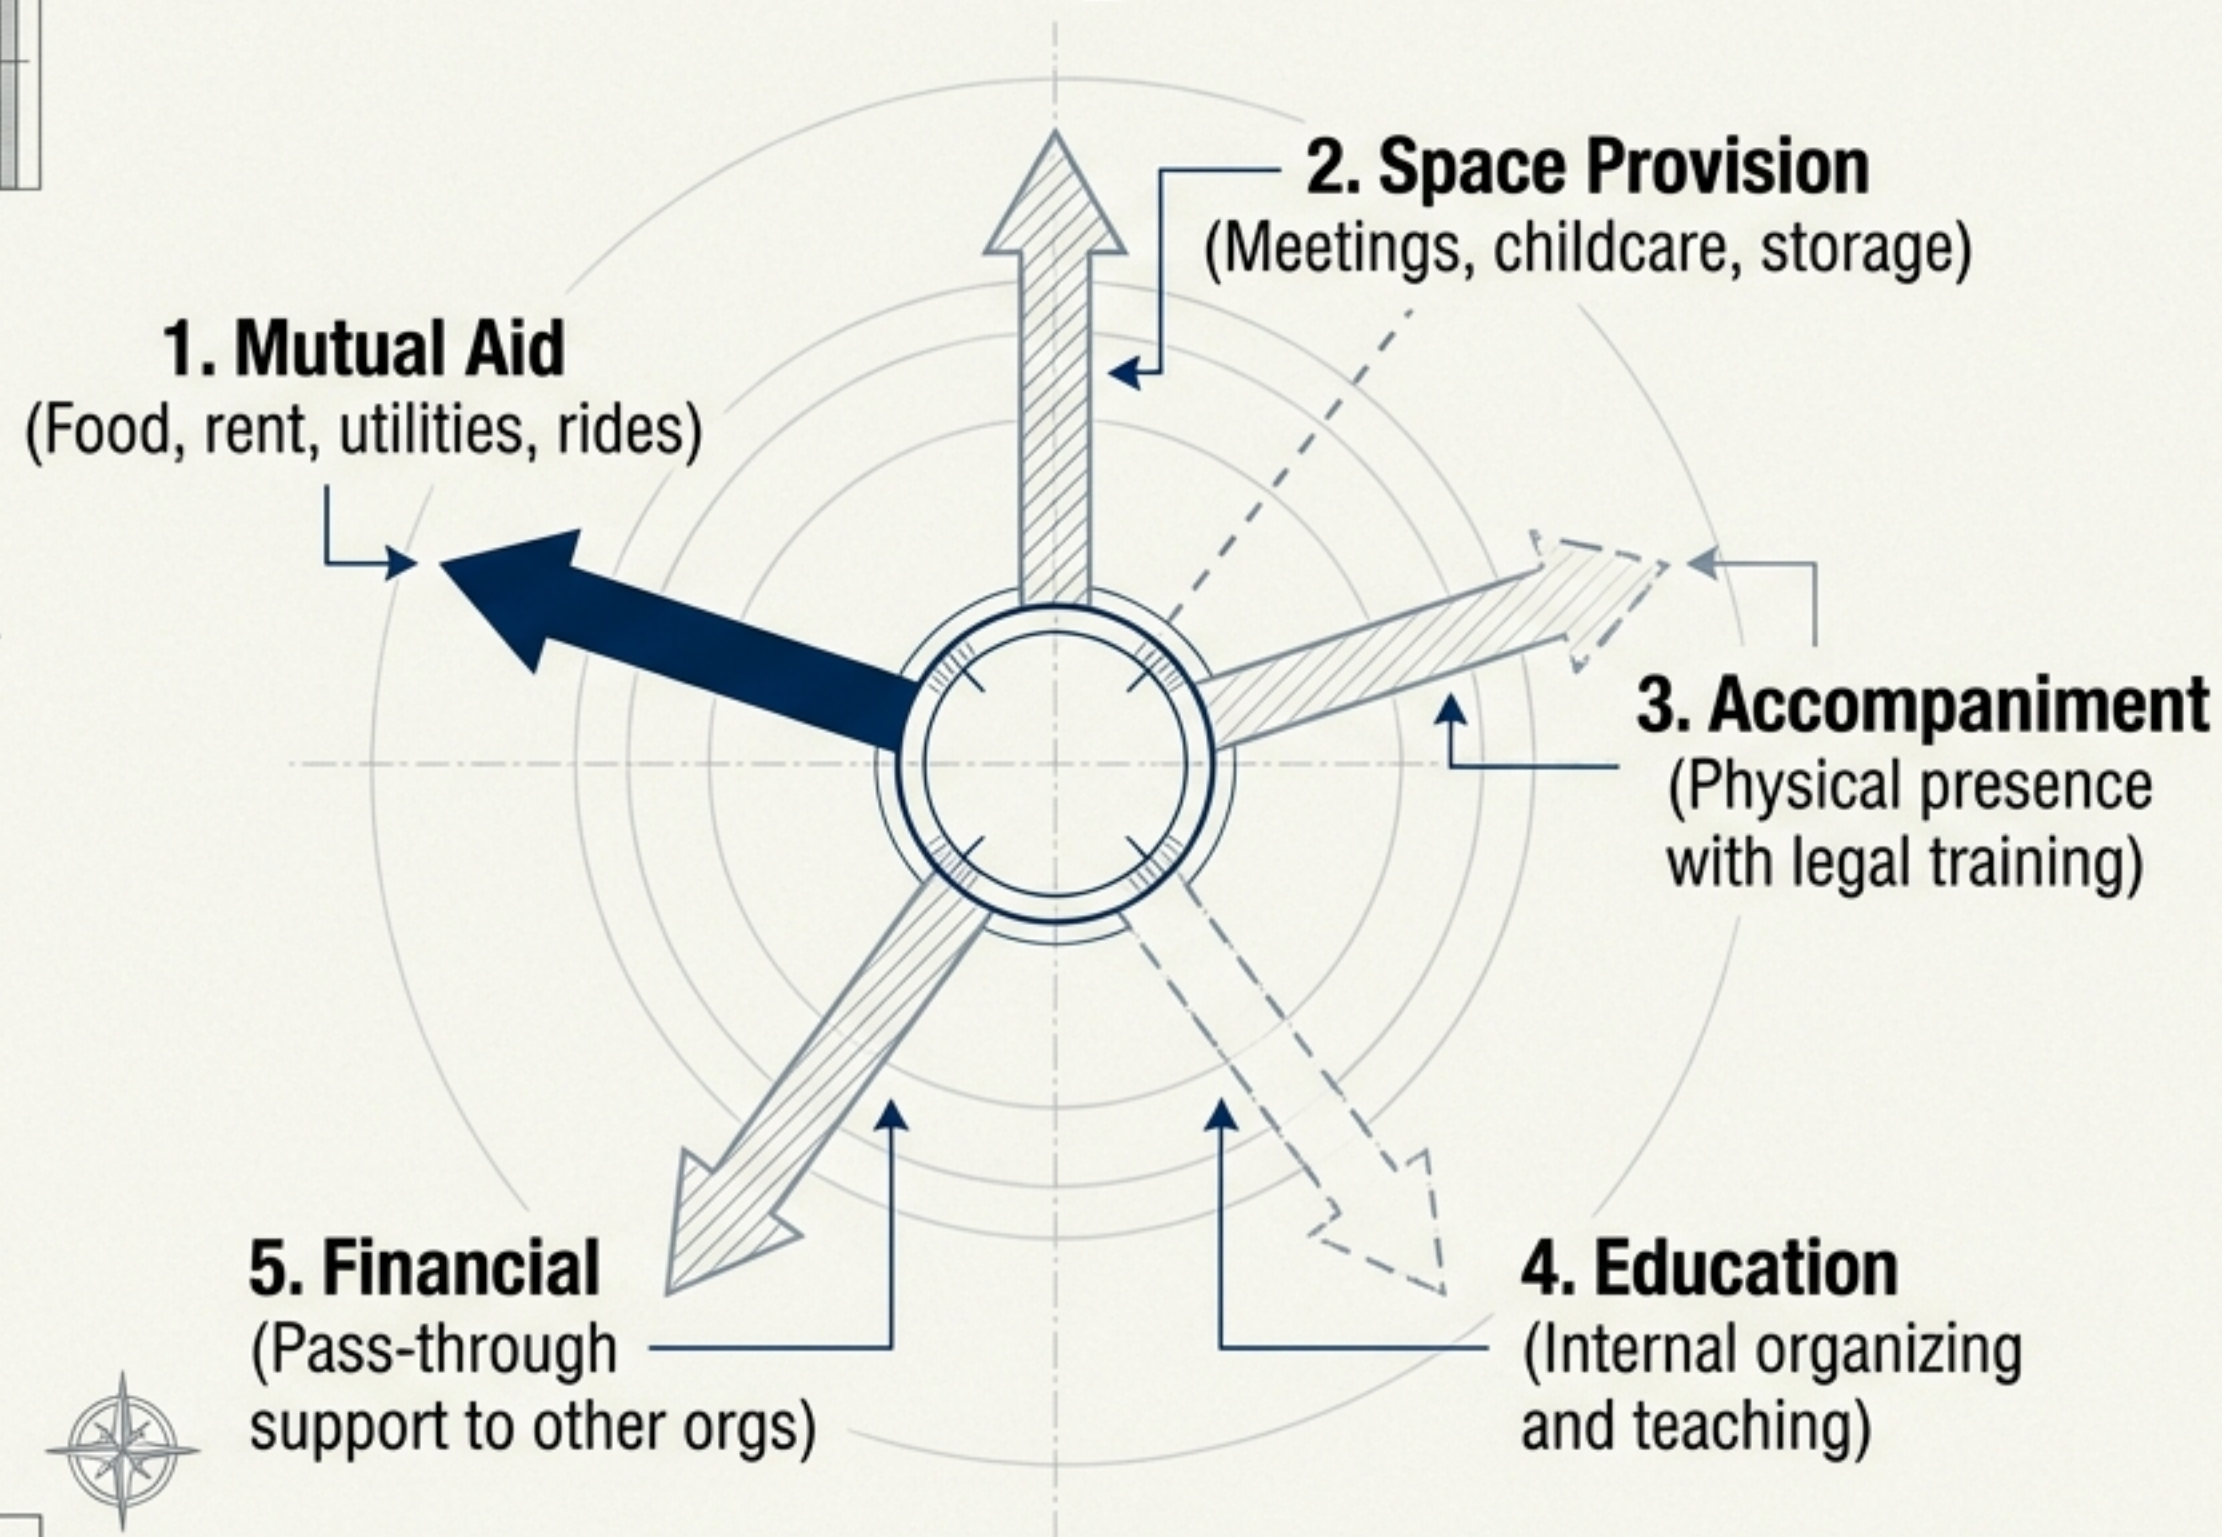 1. Mutual Aid
(Food, rent, utilities, rides)
2. Space Provision
(Meetings, childcare, storage)
3. Accompaniment
(Physical presence
with legal training)
4. Education
(Internal organizing
and teaching)
5. Financial
(Pass-through
support to other orgs)